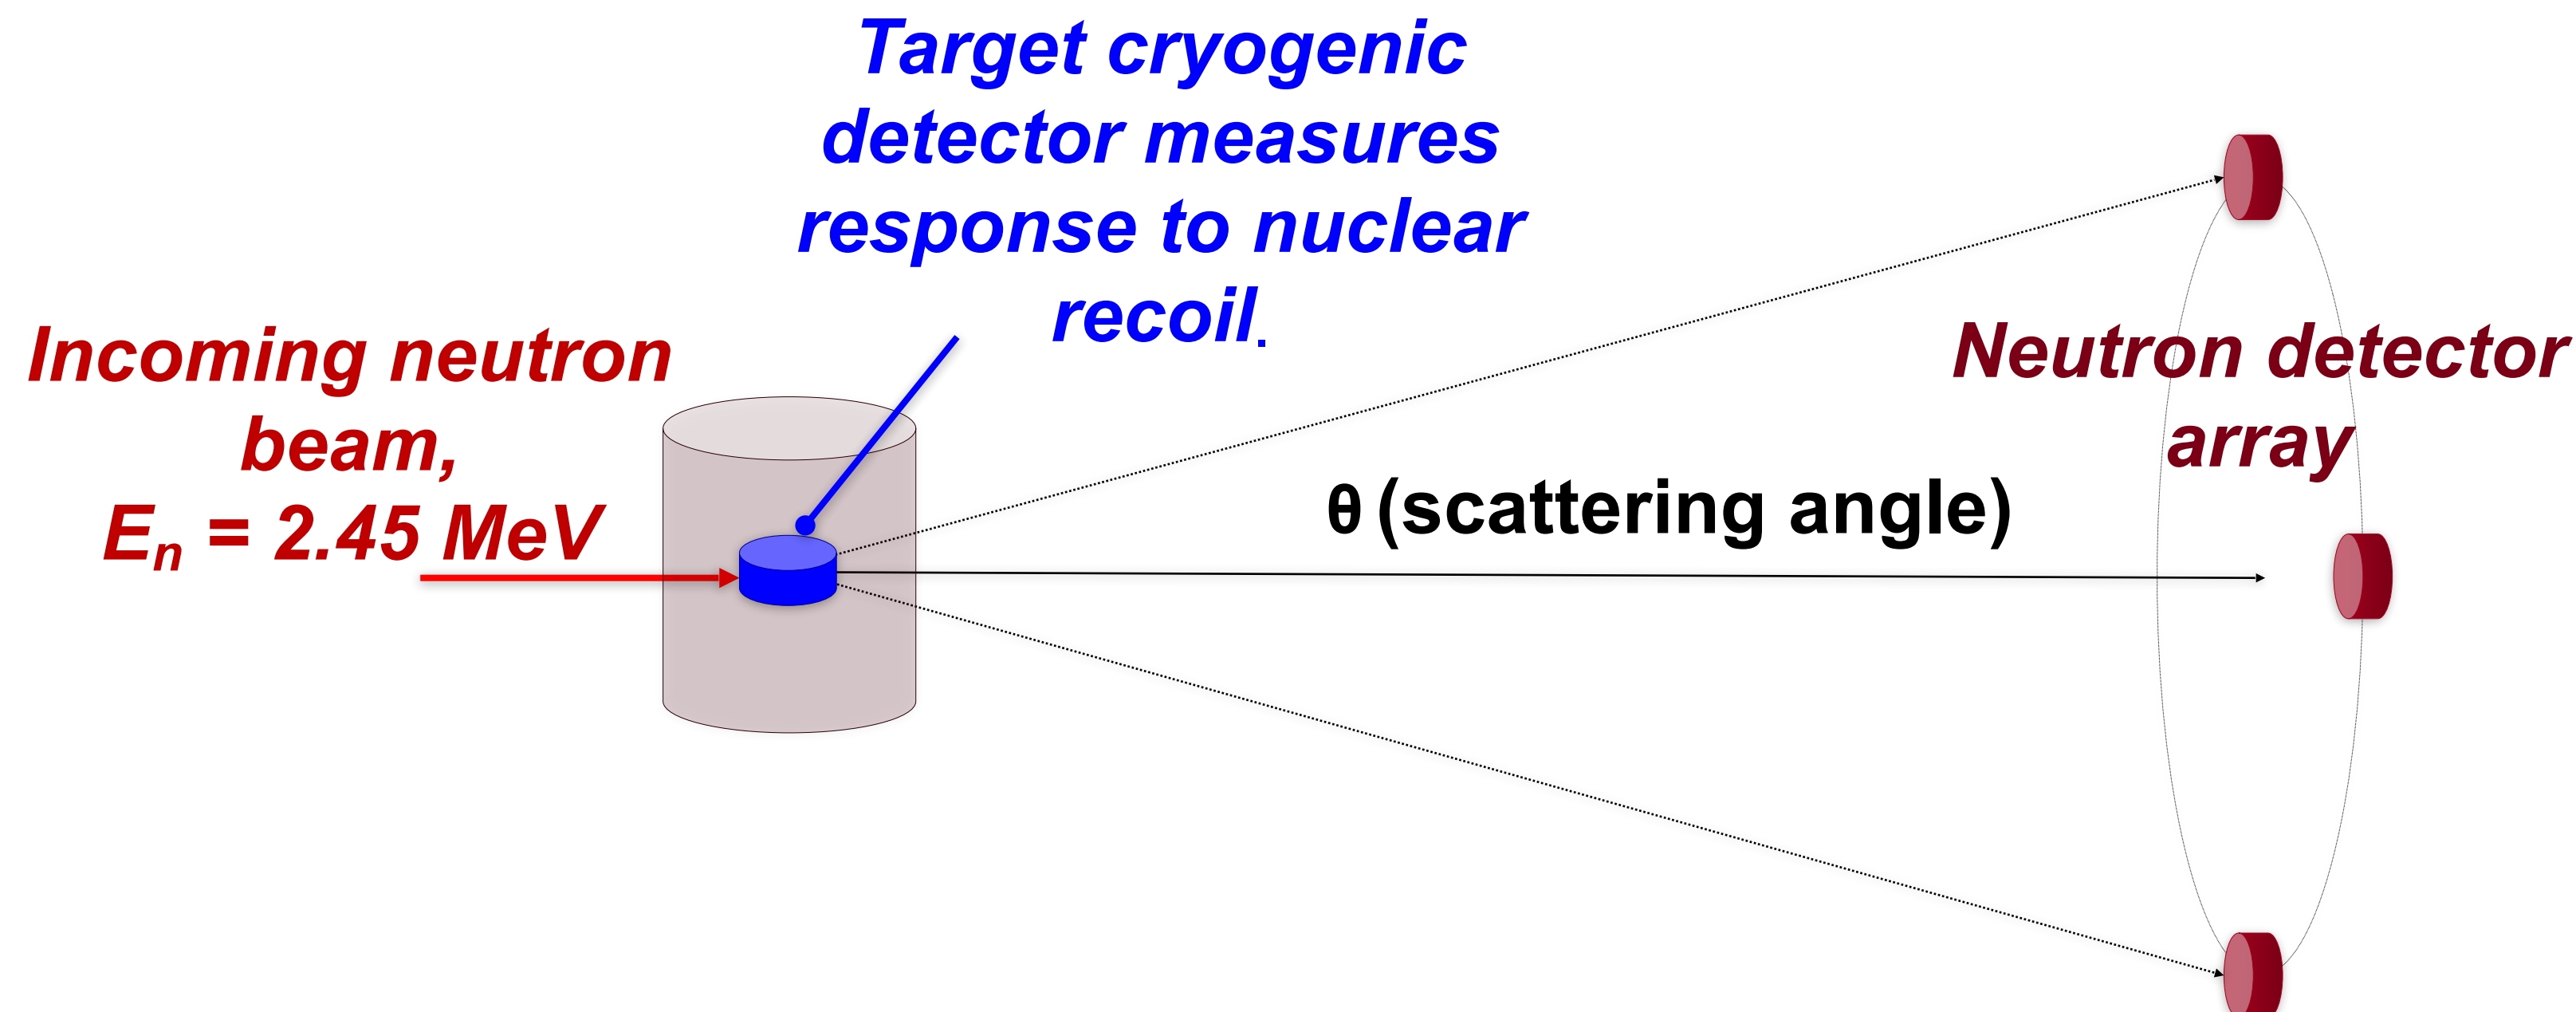 Target cryogenic
detector measures
response to nuclear
recoil.
Incoming neutron
beam,
En = 2.45 MeV
Neutron detector
array
θ (scattering angle)